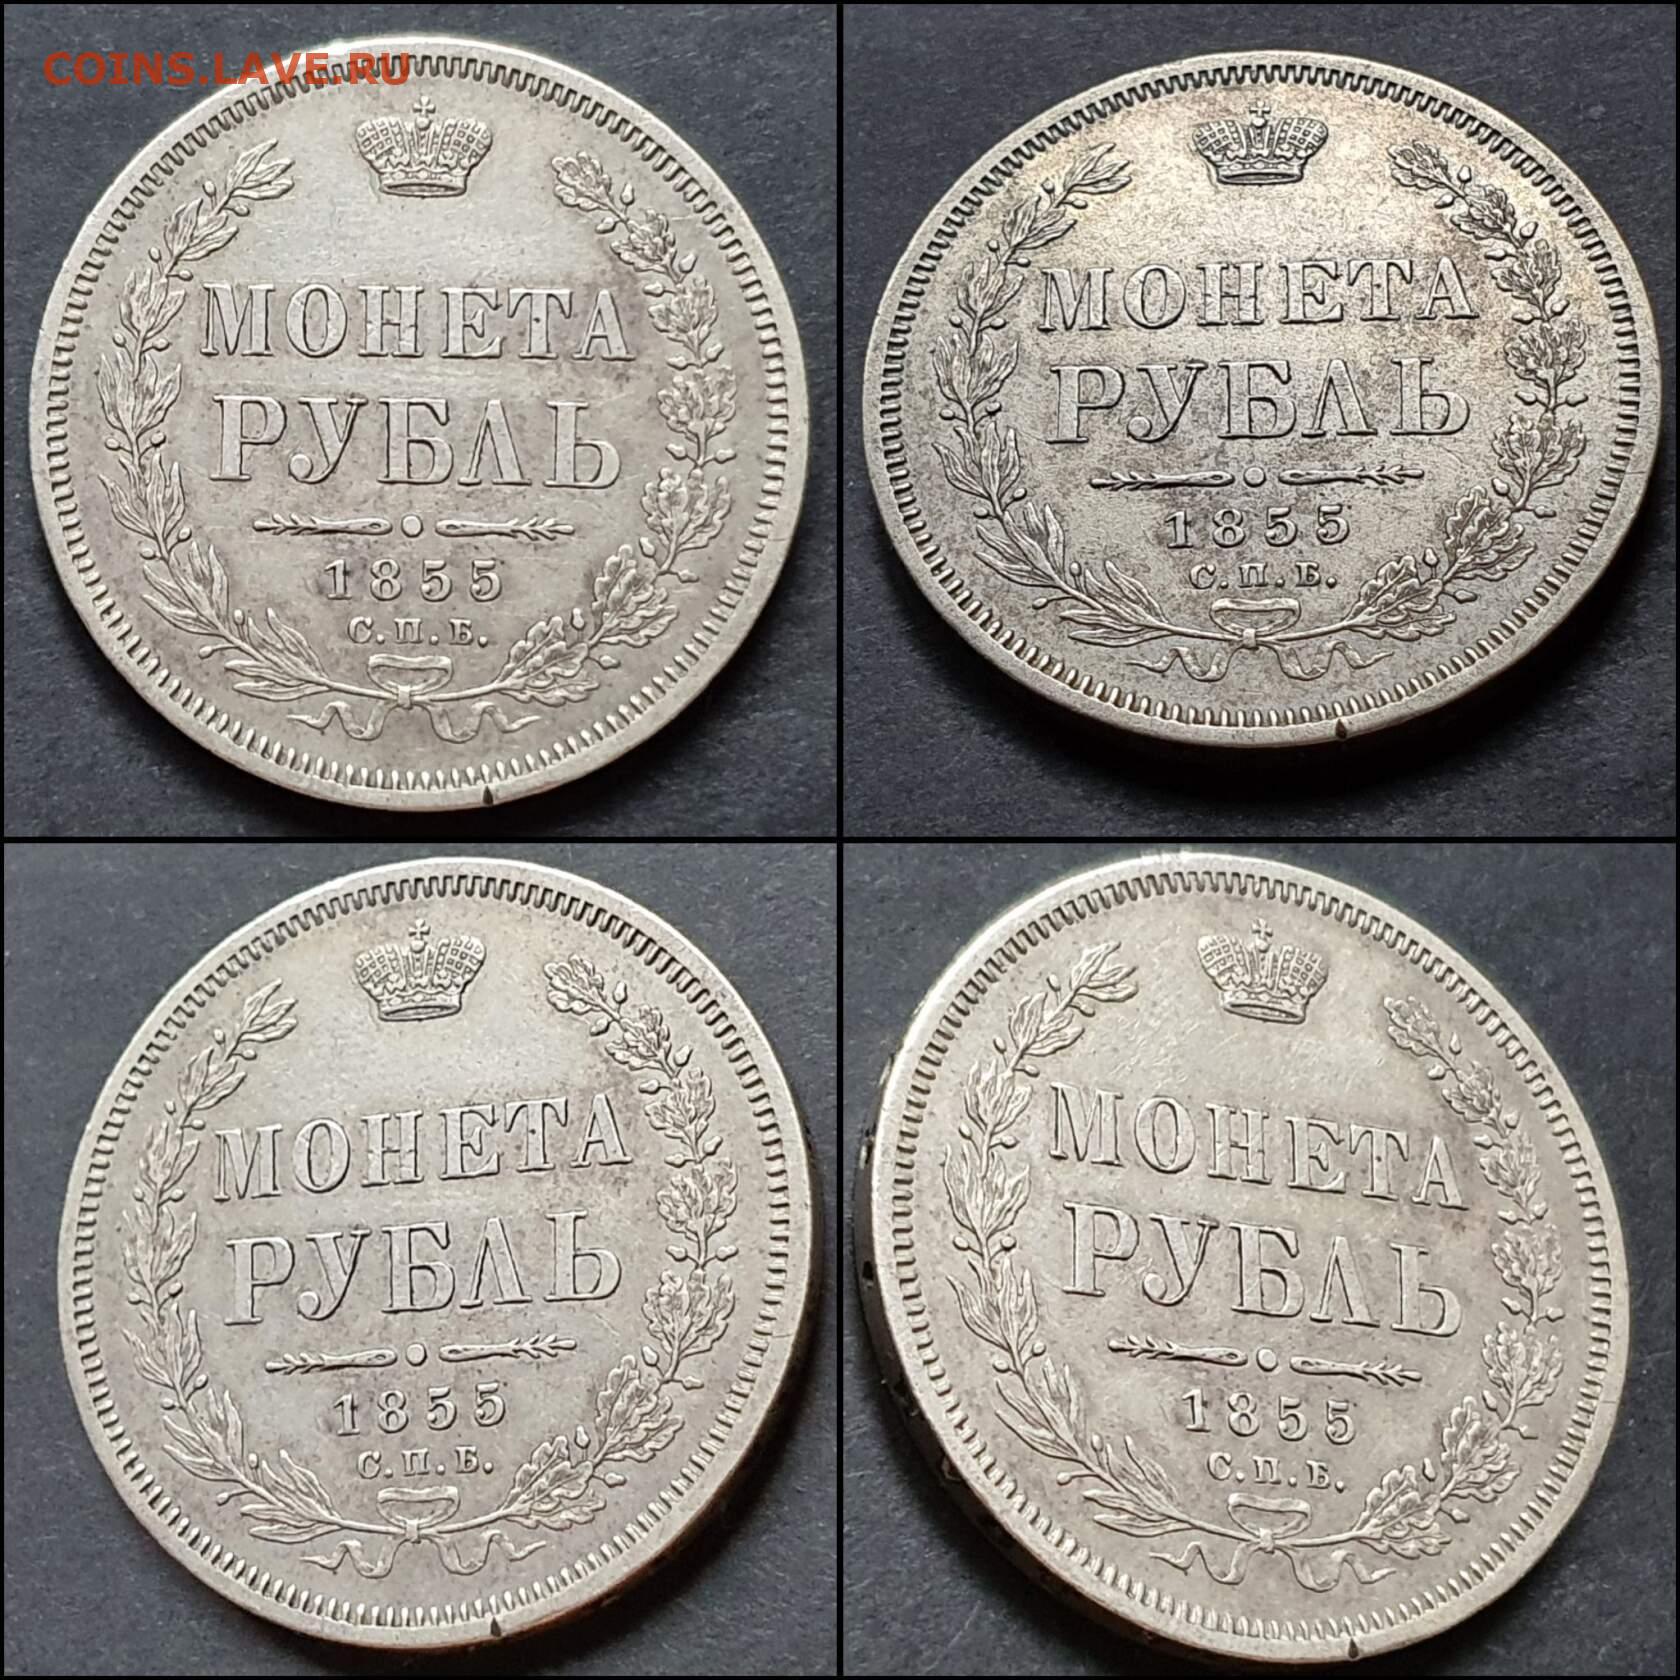 COINS.LAVE.RU
МОНЕТА
РУБЛЬ
1855
С.П.Б.
МОНЕТА
РУБЛЬ
1855
С.П.Б.
МОНЕТА
РУБЛЬ
1855
С.П.Б.
МОНЕТА
РУБЛЬ
1855
С.П.Б.